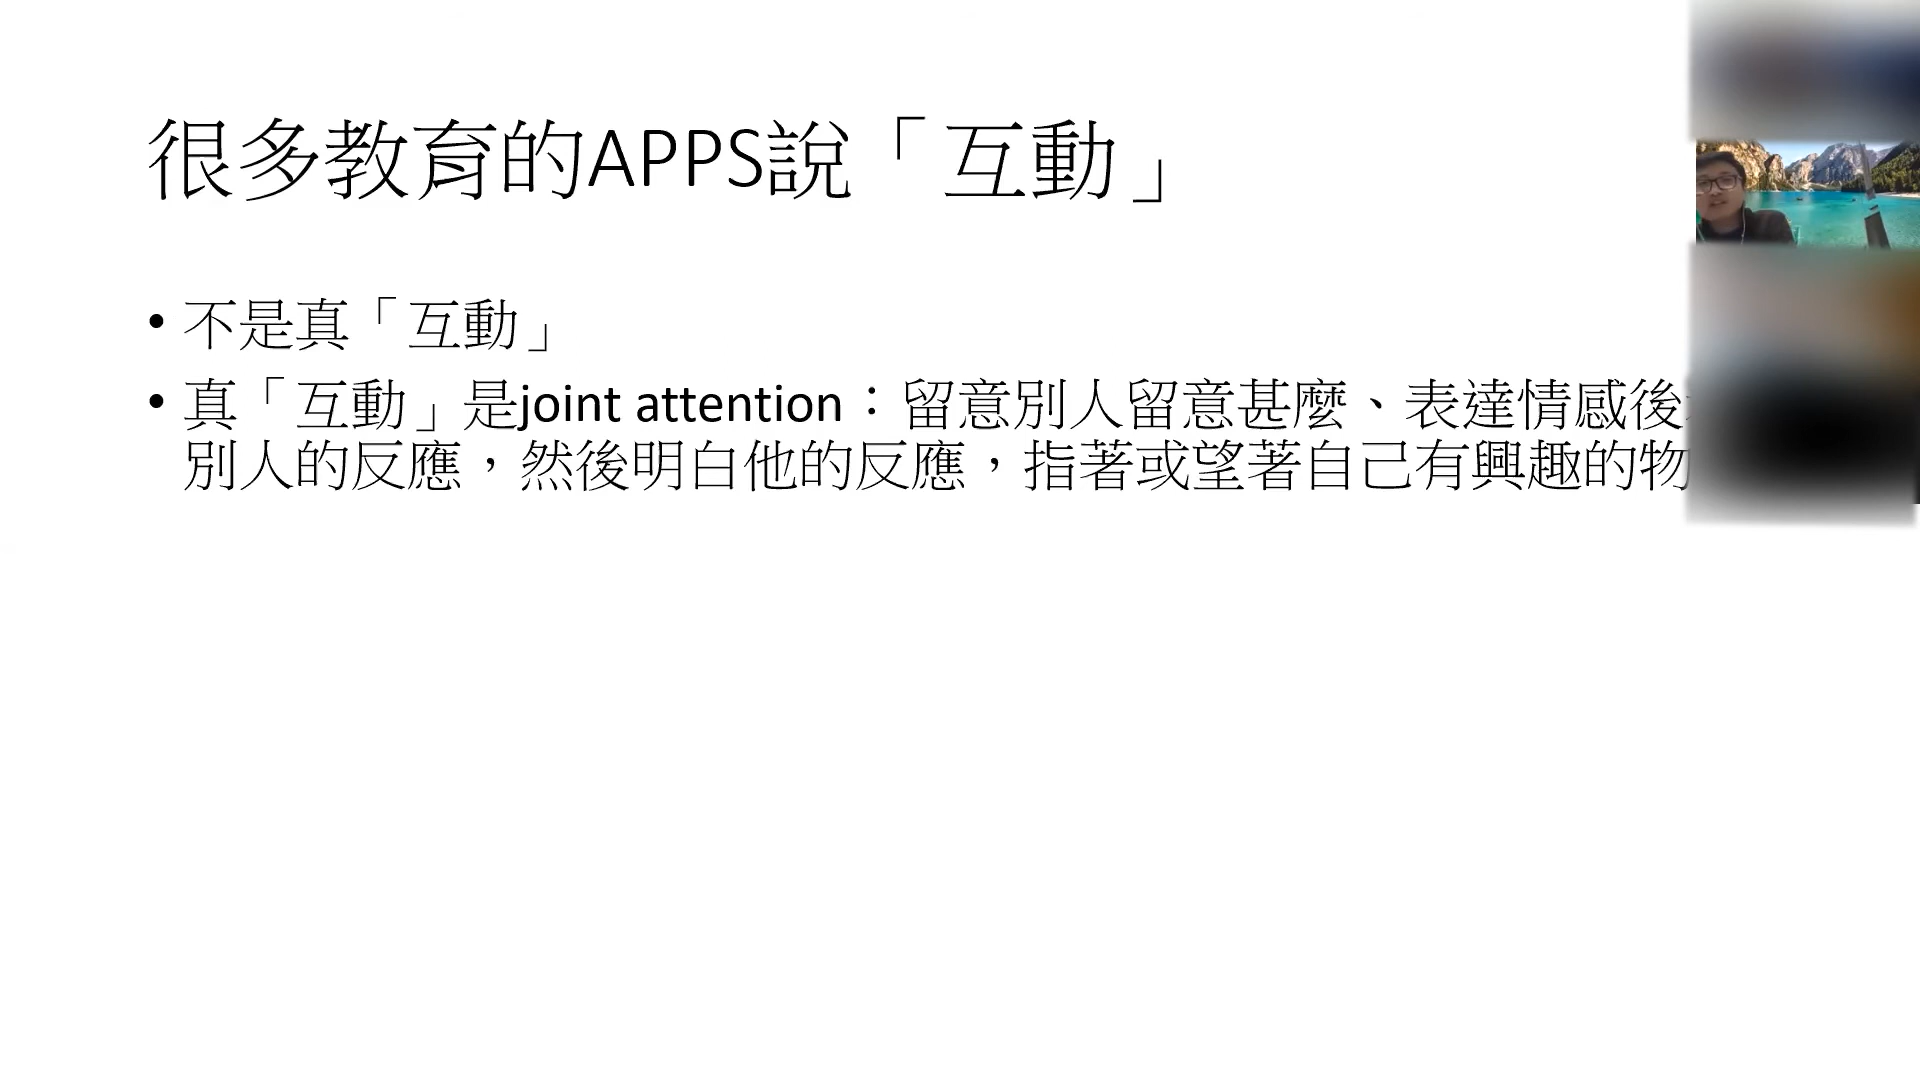 很多教育的APPS說「互動」
• 不是真「互動」
• 真「互動」是joint attention：留意別人留意甚麼、表達情感後
別人的反應，然後明白他的反應，指著或望著自己有興趣的物